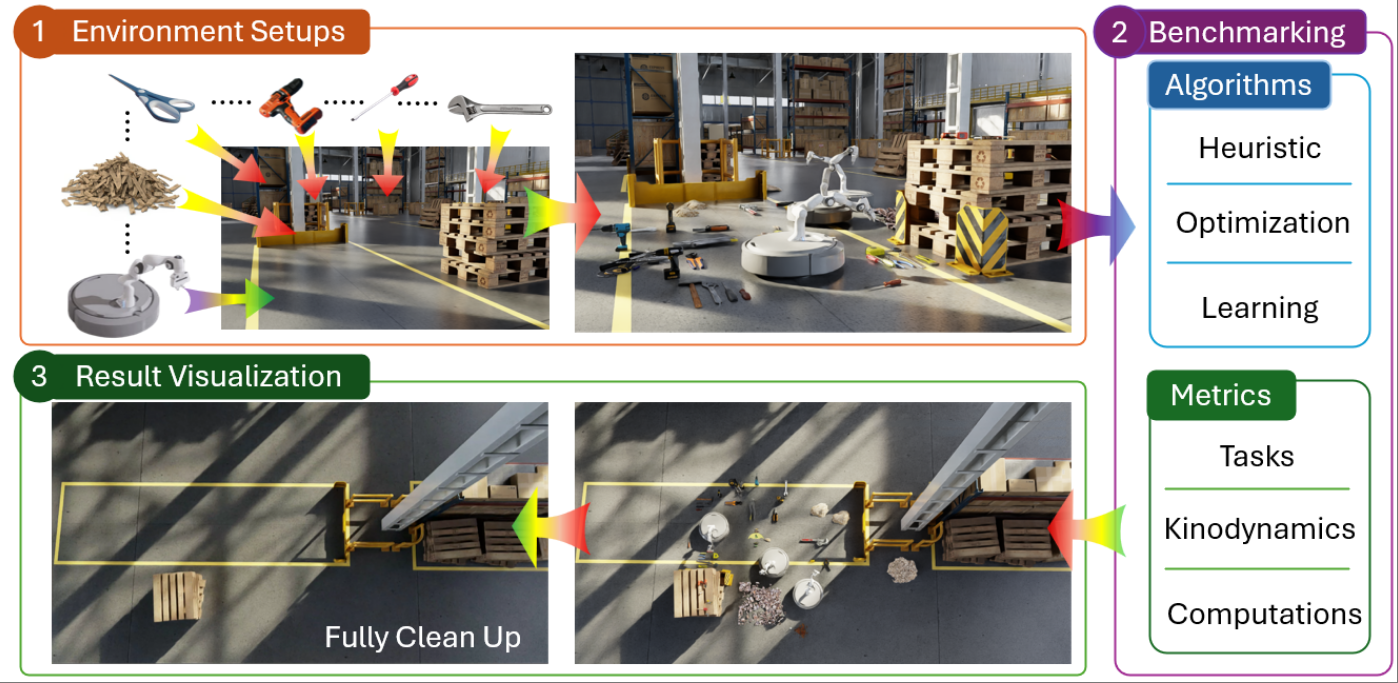 1 Environment Setups
2 Benchmarking
Algorithms
Heuristic
Optimization
Learning
Metrics
Tasks
Kinodynamics
Computations
3 Result Visualization
Fully Clean Up